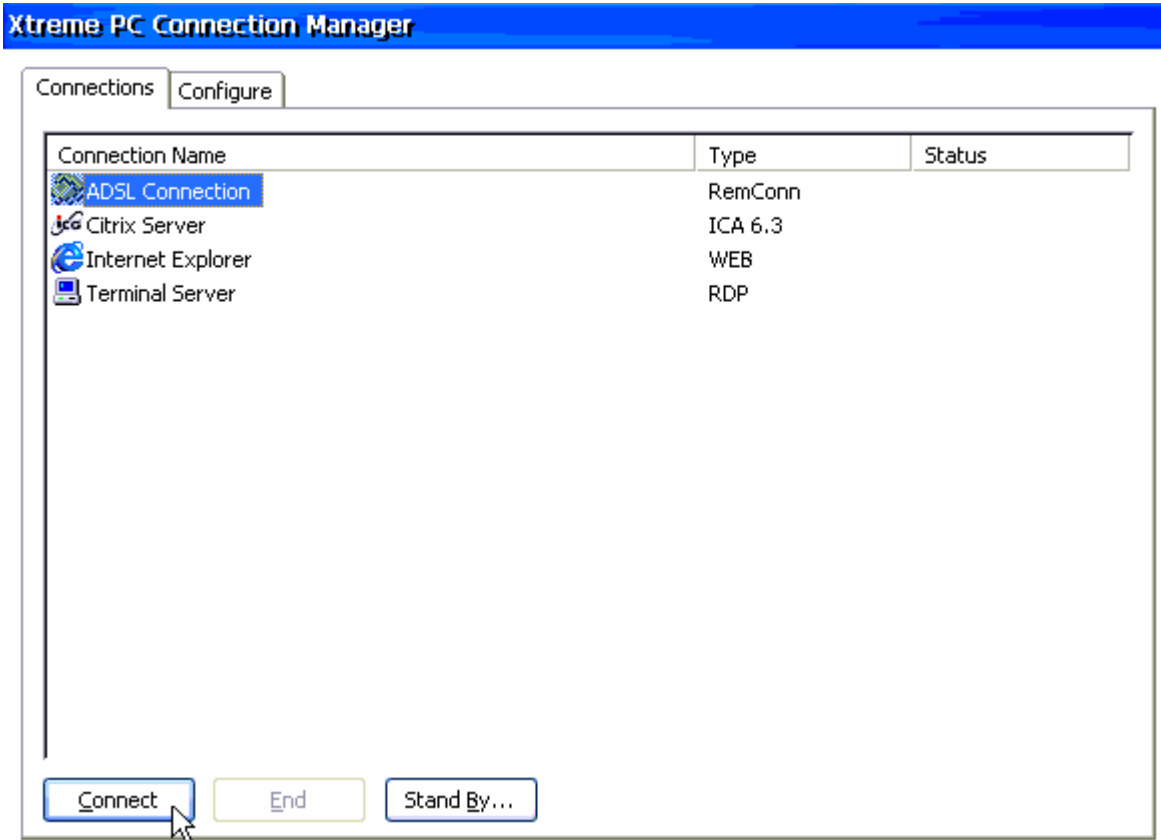 Xtreme PC Connection Manager
Connections Configure
Connection Name Type Status
ADSL Connection RemConn
ica Citrix Server ICA 6.3
Internet Explorer WEB
Terminal Server RDP
Connect End Stand By...